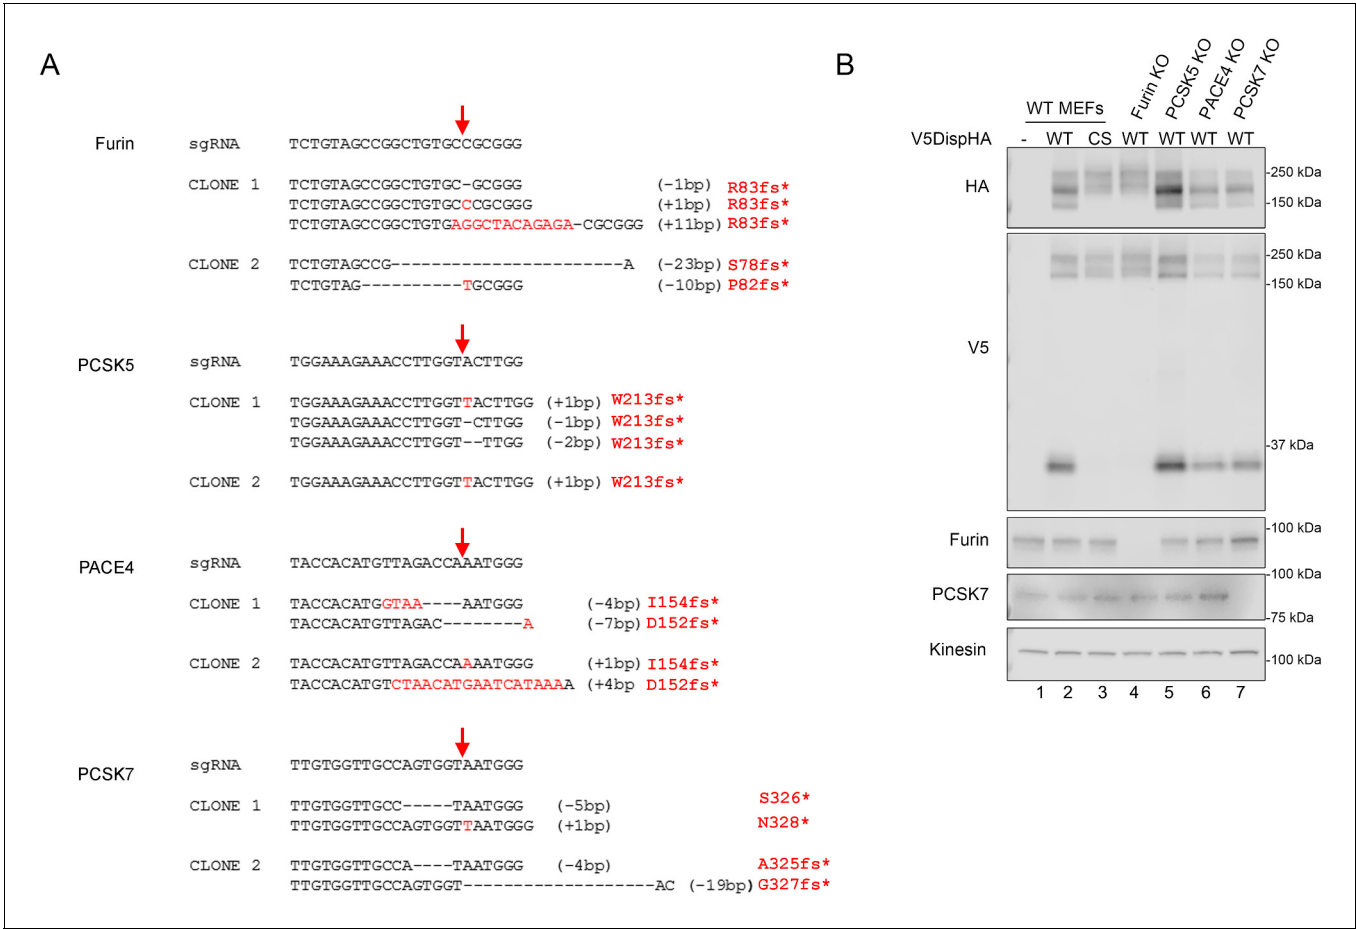 A
Furin sgRNA TCTGTAGCCGGCTGTGCCGCGGG
CLONE 1 TCTGTAGCCGGCTGTGC-GCGGG (-1bp) R83fs*
TCTGTAGCCGGCTGTGCCCGCGGG (+1bp) R83fs*
TCTGTAGCCGGCTGTGAGGCTACAGAGA-CGCGGG (+11bp) R83fs*
CLONE 2 TCTGTAGCCG-----------------------A (-23bp) S78fs*
TCTGTAG----------TGCGGG (-10bp) P82fs*
PCSK5 sgRNA TGGAAAGAAACCTTGGTACTTGG
CLONE 1 TGGAAAGAAACCTTGGTTACTTGG (+1bp) W213fs*
TGGAAAGAAACCTTGGT-CTTGG (-1bp) W213fs*
TGGAAAGAAACCTTGGT--TTGG (-2bp) W213fs*
CLONE 2 TGGAAAGAAACCTTGGTTACTTGG (+1bp) W213fs*
PACE4 sgRNA TACCACATGTTAGACCAAATGGG
CLONE 1 TACCACATGGTAA----AATGGG (-4bp) I154fs*
TACCACATGTTAGAC--------A (-7bp) D152fs*
CLONE 2 TACCACATGTTAGACCAAAATGGG (+1bp) I154fs*
TACCACATGTCTAACATGAATCATAAAA (+4bp D152fs*
PCSK7 sgRNA TTGTGGTTGCCAGTGGTAATGGG
CLONE 1 TTGTGGTTGCC-----TAATGGG (-5bp) S326*
TTGTGGTTGCCAGTGGTTAATGGG (+1bp) N328*
CLONE 2 TTGTGGTTGCCA----TAATGGG (-4bp) A325fs*
TTGTGGTTGCCAGTGGT-------------------AC (-19bp) G327fs*
B
WT MEFs Furin KO PCSK5 KO PACE4 KO PCSK7 KO
V5DispHA - WT CS WT WT WT WT
HA
-250 kDa
-150 kDa
V5
-250 kDa
-150 kDa
-37 kDa
Furin
-100 kDa
PCSK7
-100 kDa
-75 kDa
Kinesin
-100 kDa
1 2 3 4 5 6 7